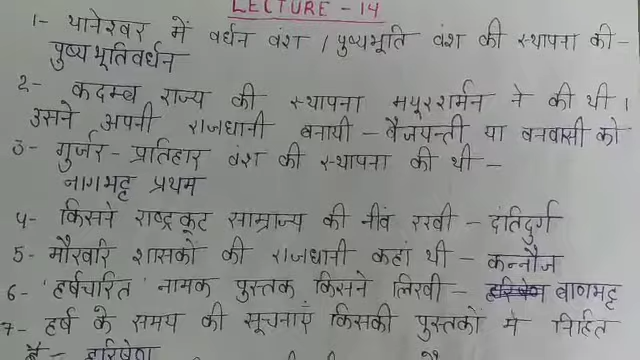 LECTURE - 14
1- थानेश्वर में वर्धन वंश / पुष्यभूति वंश की स्थापना की -
पुष्यभूतिवर्धन
2- कदम्ब राज्य की स्थापना मयूरशर्मन ने की थी।
उसने अपनी राजधानी बनायी - वैजयन्ती या बनवासी को
3- गुर्जर - प्रतिहार वंश की स्थापना की थी -
नागभट्ट प्रथम
4- किसने राष्ट्रकूट साम्राज्य की नींव रखी - दंतिदुर्ग
5- मौखरि शासकों की राजधानी कहां थी - कन्नौज
6- 'हर्षचरित' नामक पुस्तक किसने लिखी - बाणभट्ट
7- हर्ष के समय की सूचनाएँ किसकी पुस्तकों में निहित
है - हरिषेण